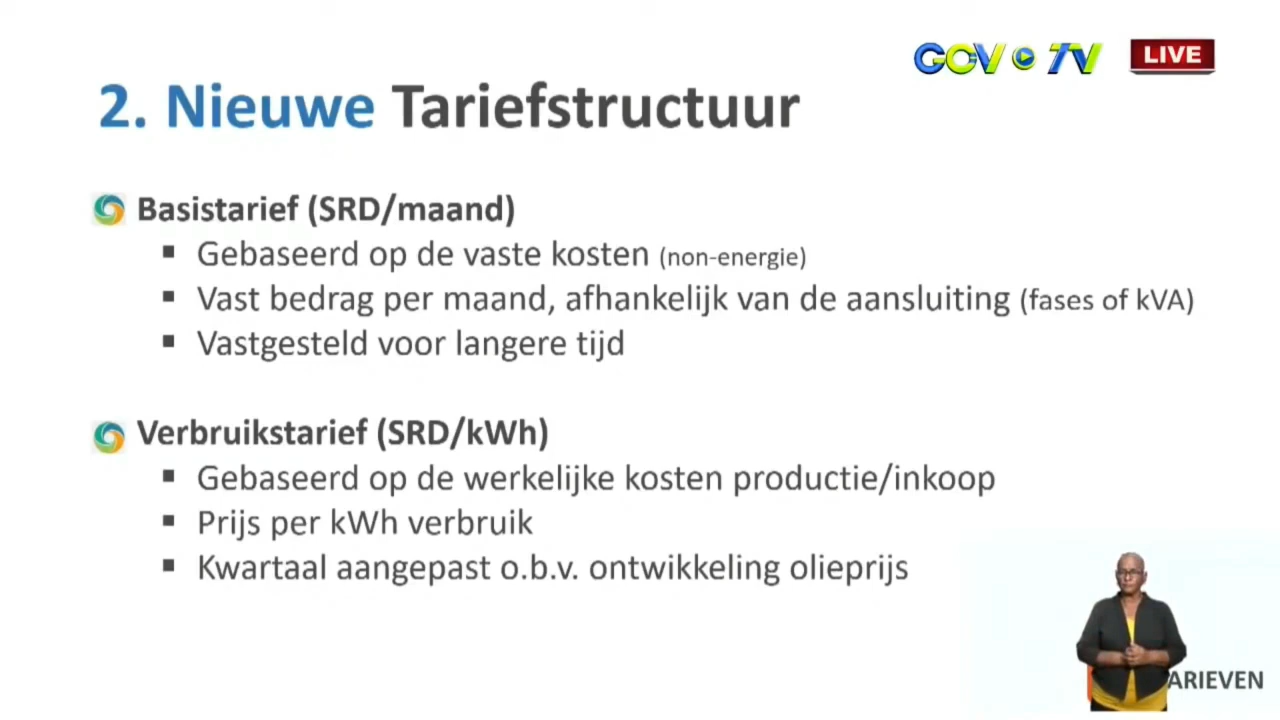 GOV TV LIVE
2. Nieuwe Tariefstructuur
Basistarief (SRD/maand)
Gebaseerd op de vaste kosten (non-energie)
Vast bedrag per maand, afhankelijk van de aansluiting (fases of kVA)
Vastgesteld voor langere tijd
Verbruikstarief (SRD/kWh)
Gebaseerd op de werkelijke kosten productie/inkoop
Prijs per kWh verbruik
Kwartaal aangepast o.b.v. ontwikkeling olieprijs
ARIEVEN